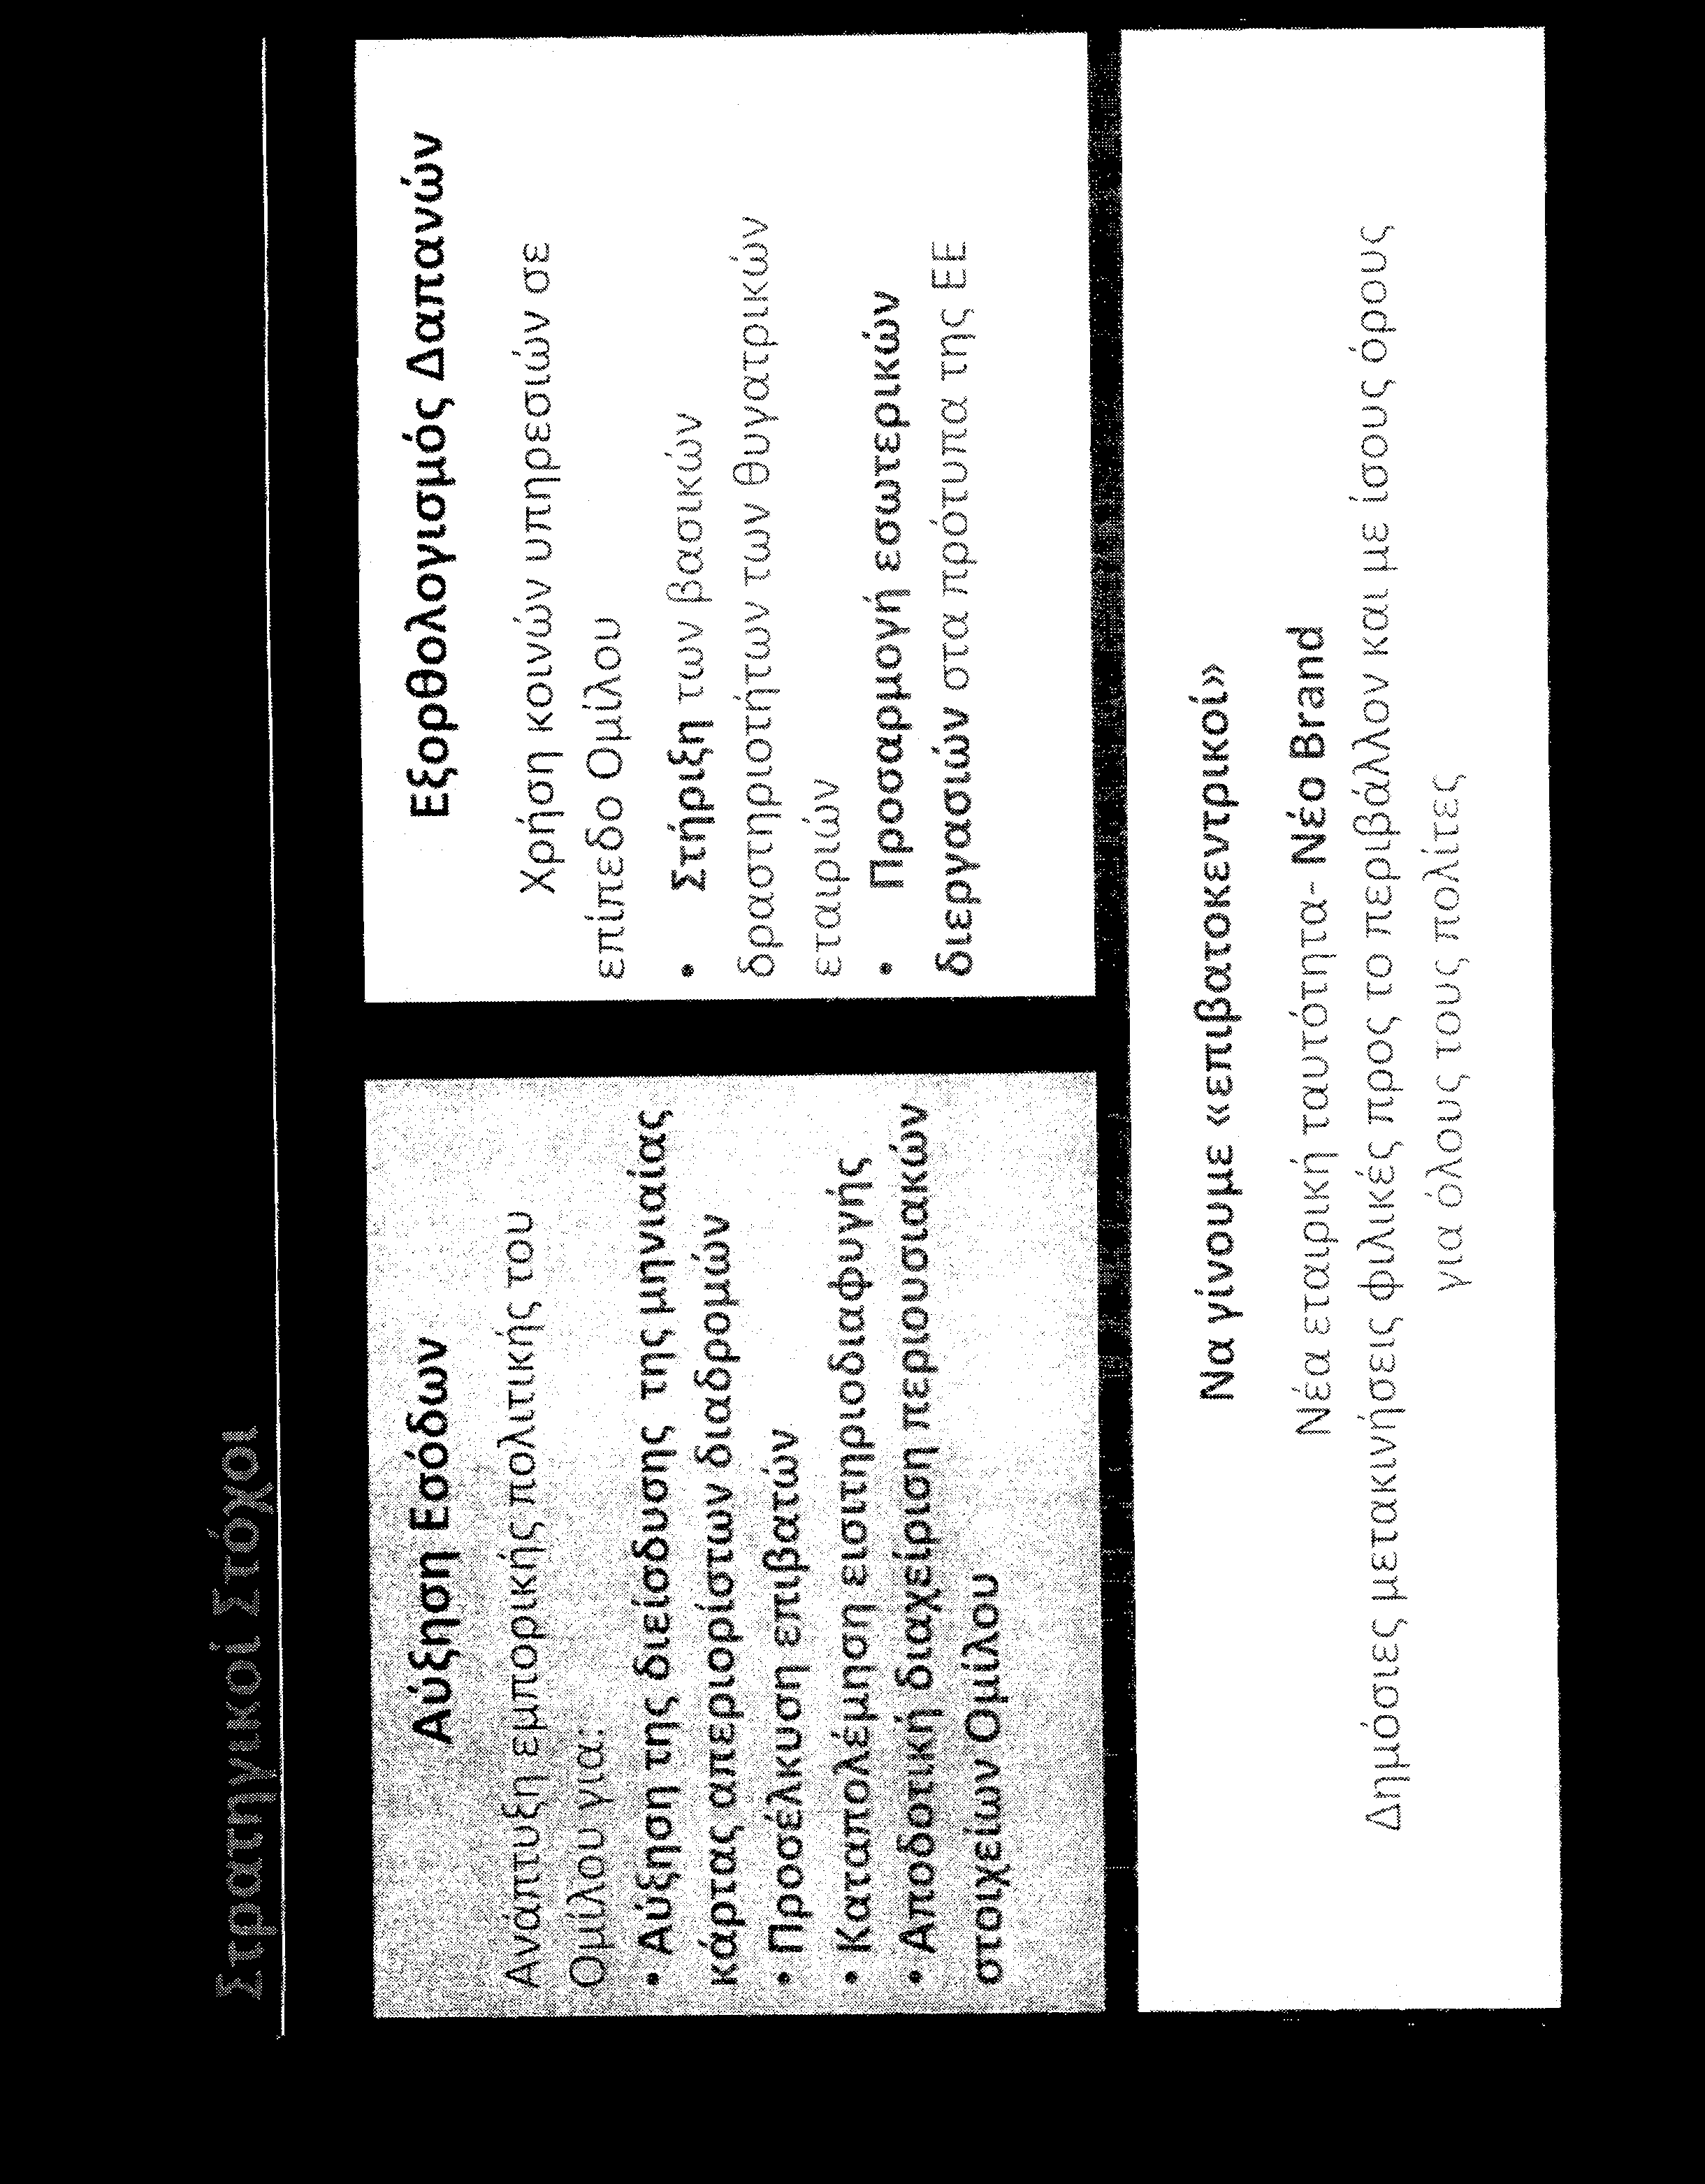 Στρατηγικοί Στόχοι
Αύξηση Εσόδων
Ανάπτυξη εμπορικής πολιτικής του
Ομίλου για:
• Αύξηση της διείσδυσης της μηνιαίας
κάρτας απεριορίστων διαδρομών
• Προσέλκυση επιβατών
• Καταπολέμηση εισιτηριοδιαφυγής
• Αποδοτική διαχείριση περιουσιακών
στοιχείων Ομίλου
Εξορθολογισμός Δαπανών
Χρήση κοινών υπηρεσιών σε
επίπεδο Ομίλου
• Στήριξη των βασικών
δραστηριοτήτων των θυγατρικών
εταιριών
• Προσαρμογή εσωτερικών
διεργασιών στα πρότυπα της ΕΕ
Να γίνουμε «επιβατοκεντρικοί»
Νέα εταιρική ταυτότητα- Νέο Brand
Δημόσιες μετακινήσεις φιλικές προς το περιβάλλον και με ίσους όρους
για όλους τους πολίτες